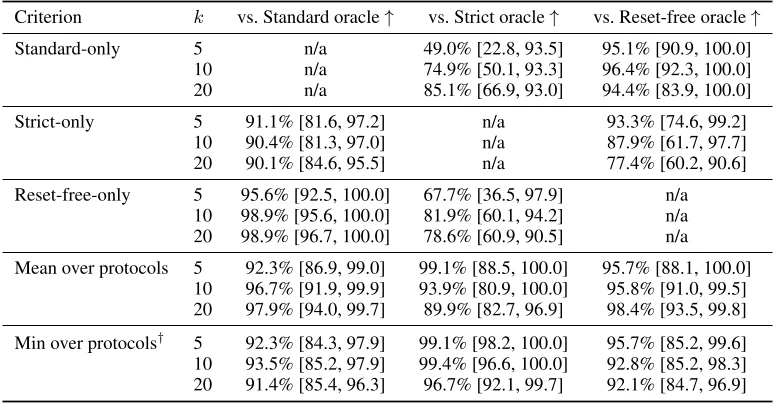 Criterion k vs. Standard oracle ↑ vs. Strict oracle ↑ vs. Reset-free oracle ↑
Standard-only 5 n/a 49.0% [22.8, 93.5] 95.1% [90.9, 100.0]
10 n/a 74.9% [50.1, 93.3] 96.4% [92.3, 100.0]
20 n/a 85.1% [66.9, 93.0] 94.4% [83.9, 100.0]
Strict-only 5 91.1% [81.6, 97.2] n/a 93.3% [74.6, 99.2]
10 90.4% [81.3, 97.0] n/a 87.9% [61.7, 97.7]
20 90.1% [84.6, 95.5] n/a 77.4% [60.2, 90.6]
Reset-free-only 5 95.6% [92.5, 100.0] 67.7% [36.5, 97.9] n/a
10 98.9% [95.6, 100.0] 81.9% [60.1, 94.2] n/a
20 98.9% [96.7, 100.0] 78.6% [60.9, 90.5] n/a
Mean over protocols 5 92.3% [86.9, 99.0] 99.1% [88.5, 100.0] 95.7% [88.1, 100.0]
10 96.7% [91.9, 99.9] 93.9% [80.9, 100.0] 95.8% [91.0, 99.5]
20 97.9% [94.0, 99.7] 89.9% [82.7, 96.9] 98.4% [93.5, 99.8]
Min over protocols† 5 92.3% [84.3, 97.9] 99.1% [98.2, 100.0] 95.7% [85.2, 99.6]
10 93.5% [85.2, 97.9] 99.4% [96.6, 100.0] 92.8% [85.2, 98.3]
20 91.4% [85.4, 96.3] 96.7% [92.1, 99.7] 92.1% [84.7, 96.9]